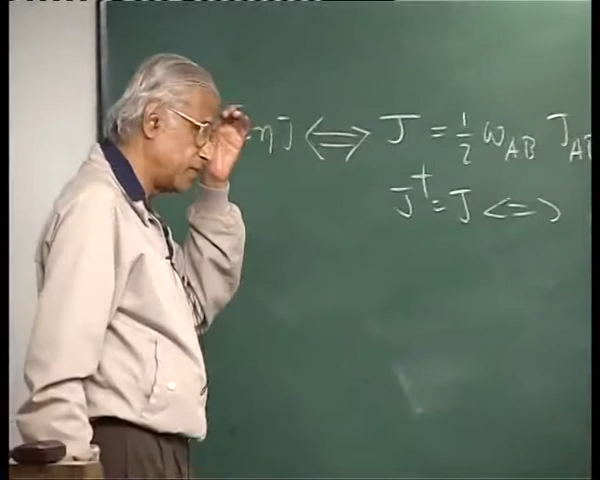 ηJ ⟺ J = ½ ω_AB J_AB
J† = J ⟺